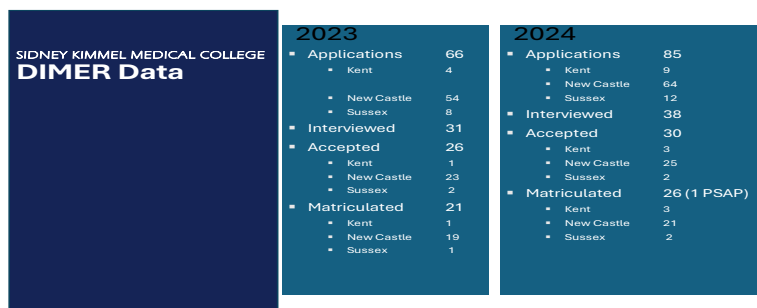 SIDNEY KIMMEL MEDICAL COLLEGE
DIMER Data
2023
▪ Applications 66
▪ Kent 4
▪ New Castle 54
▪ Sussex 8
▪ Interviewed 31
▪ Accepted 26
▪ Kent 1
▪ New Castle 23
▪ Sussex 2
▪ Matriculated 21
▪ Kent 1
▪ New Castle 19
▪ Sussex 1
2024
▪ Applications 85
▪ Kent 9
▪ New Castle 64
▪ Sussex 12
▪ Interviewed 38
▪ Accepted 30
▪ Kent 3
▪ New Castle 25
▪ Sussex 2
▪ Matriculated 26 (1 PSAP)
▪ Kent 3
▪ New Castle 21
▪ Sussex 2